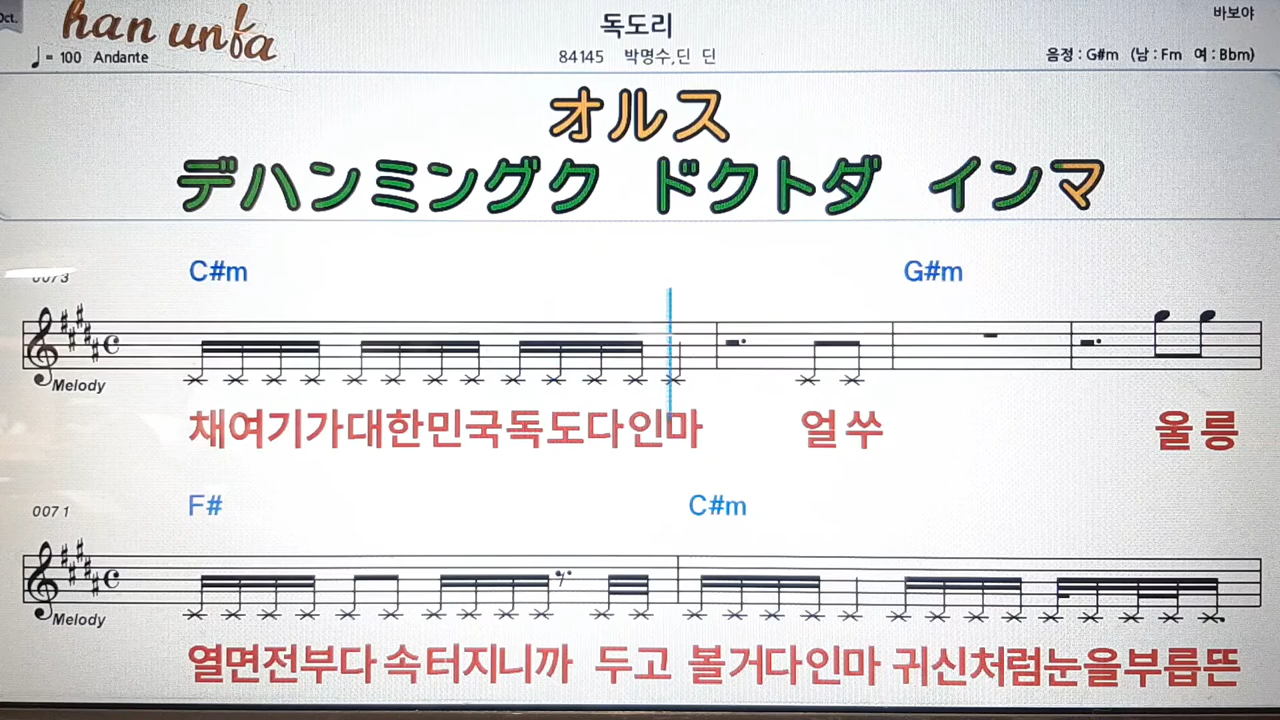 Oct.
han unfa
독도리
바보야
♩= 100 Andante
84145 박명수,딘 딘
음정 : G#m (남 : Fm 여 : Bbm)
オルス
デハンミングク ドクトダ インマ
C#m G#m
0073
Melody
채여기가대한민국독도다인마 얼쑤 울릉
F# C#m
0071
Melody
열면전부다 속터지니까 두고 볼거다인마 귀신처럼눈을부릅뜬